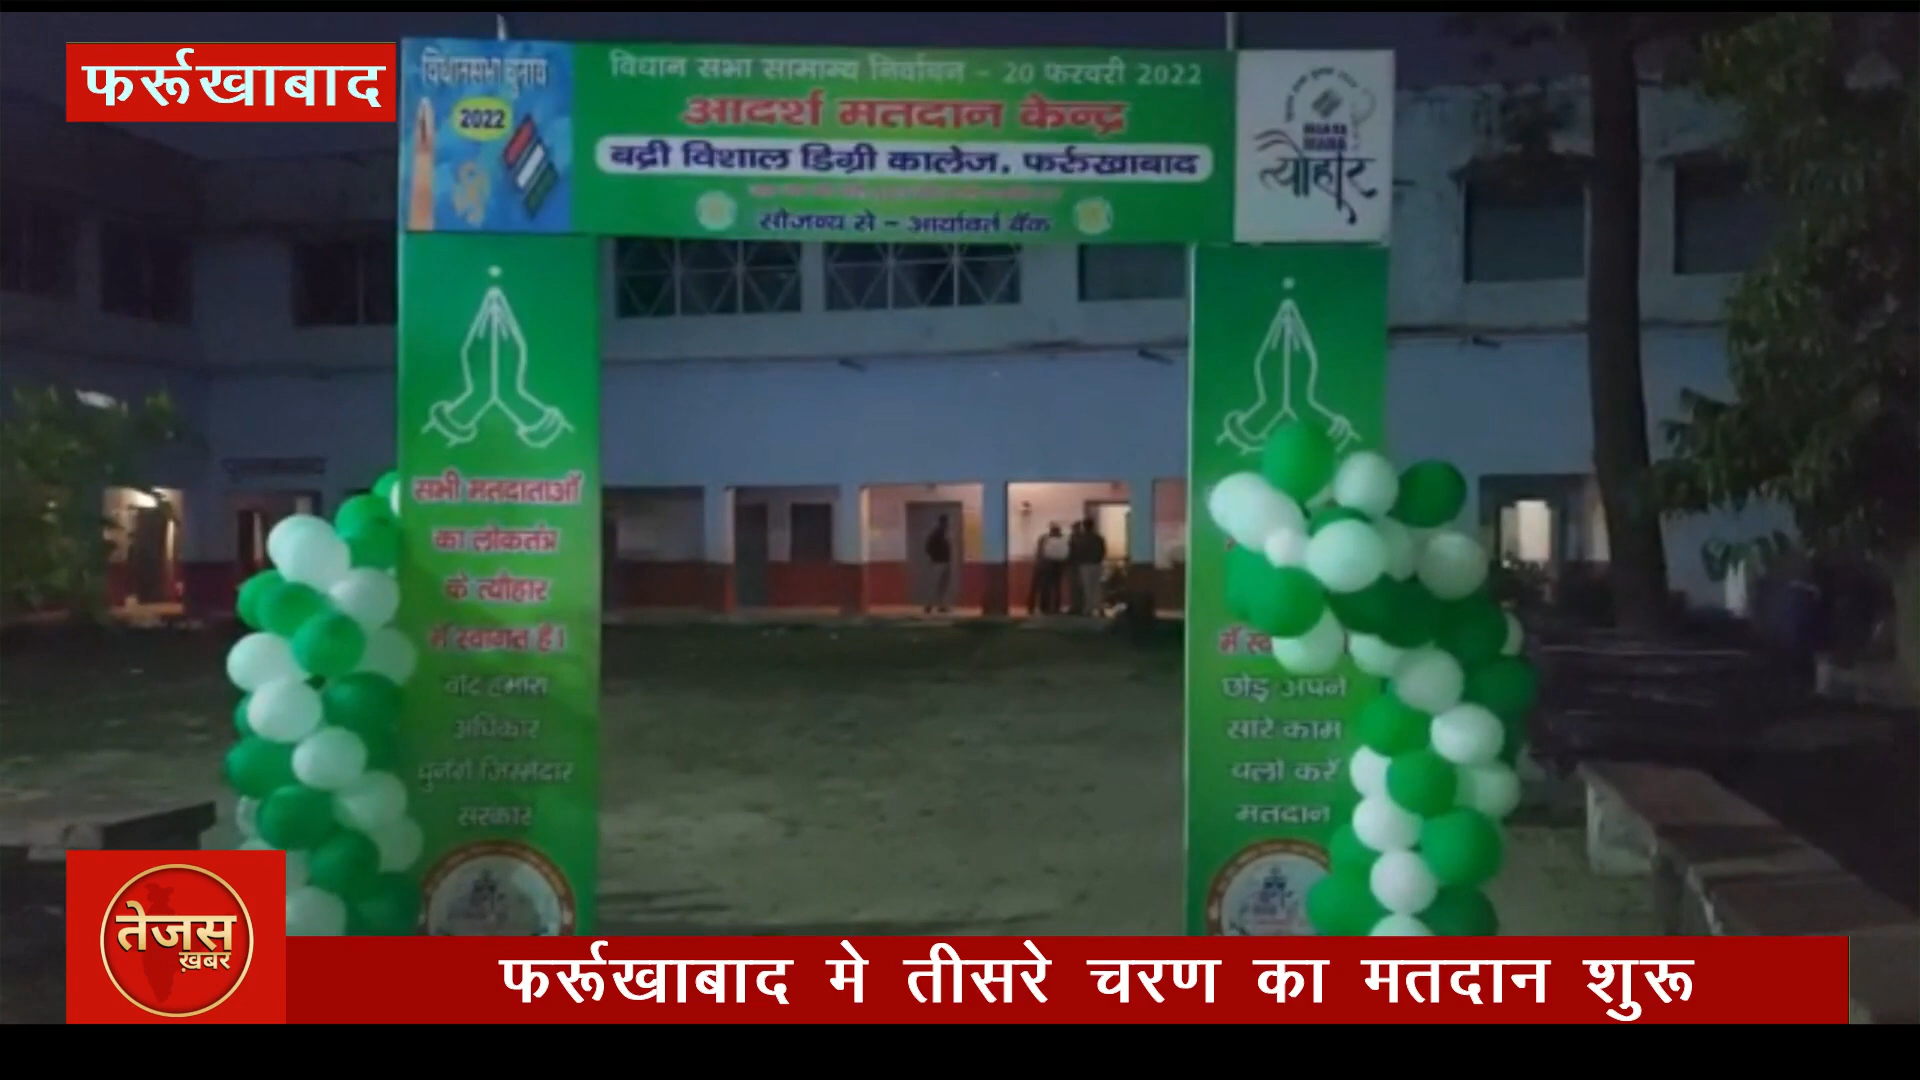 फर्रूखाबाद
विधानसभा चुनाव
2022
विधान सभा सामान्य निर्वाचन - 20 फरवरी 2022
आदर्श मतदान केन्द्र
बद्री विशाल डिग्री कालेज, फर्रुखाबाद
सौजन्य से - आर्यावर्त बैंक
त्यौहार
सभी मतदाताओं
का लोकतंत्र
के त्यौहार
में स्वागत है।
वोट हमारा
अधिकार
चुनेंगे जिम्मेदार
सरकार
में स्व
छोड़ अपने
सारे काम
चलो करें
मतदान
तेजस
ख़बर
फर्रूखाबाद मे तीसरे चरण का मतदान शुरू